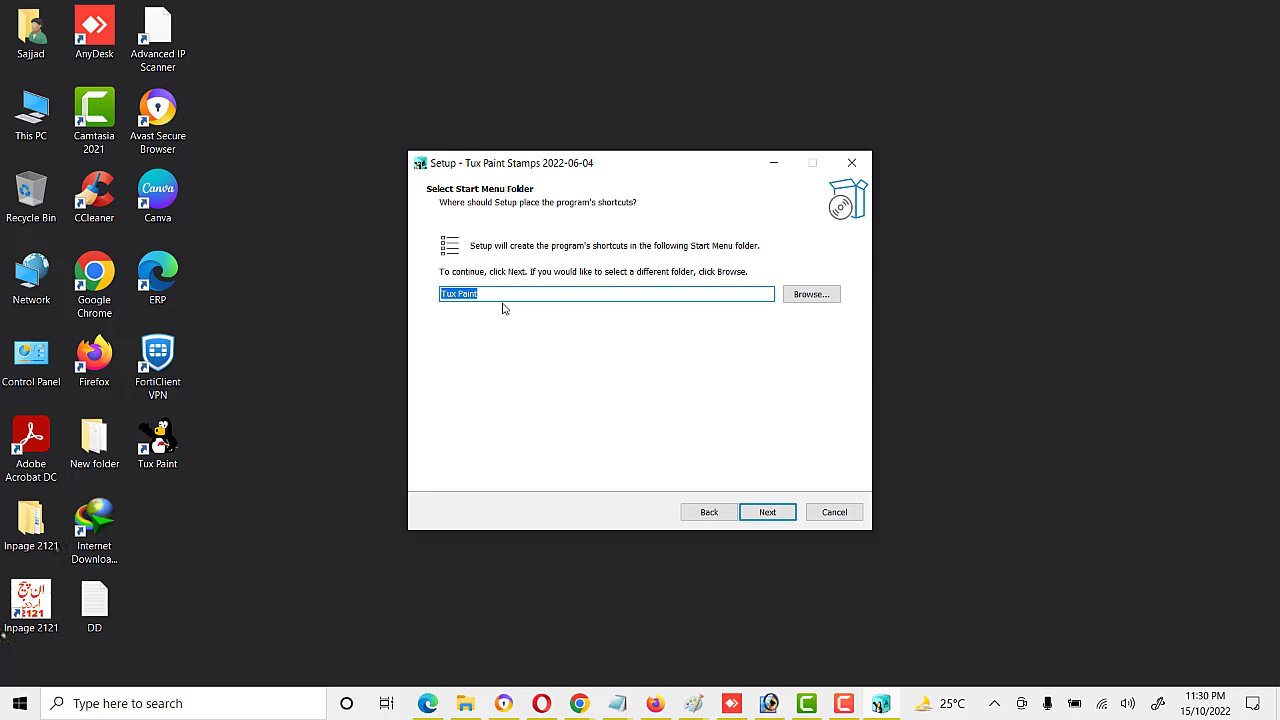 Sajjad
AnyDesk
Advanced IP
Scanner
This PC
Camtasia
2021
Avast Secure
Browser
Recycle Bin
CCleaner
Canva
Canva
Network
Google
Chrome
ERP
Control Panel
Firefox
FortiClient
VPN
Adobe
Acrobat DC
New folder
Tux Paint
Inpage 2121
Internet
Downloa...
ان پیج
اردو
2121
Inpage 2121
DD
Setup - Tux Paint Stamps 2022-06-04
Select Start Menu Folder
Where should Setup place the program's shortcuts?
Setup will create the program's shortcuts in the following Start Menu folder.
To continue, click Next. If you would like to select a different folder, click Browse.
Tux Paint
Browse...
Back
Next
Cancel
Type here to search
25°C
11:30 PM
15/10/2022